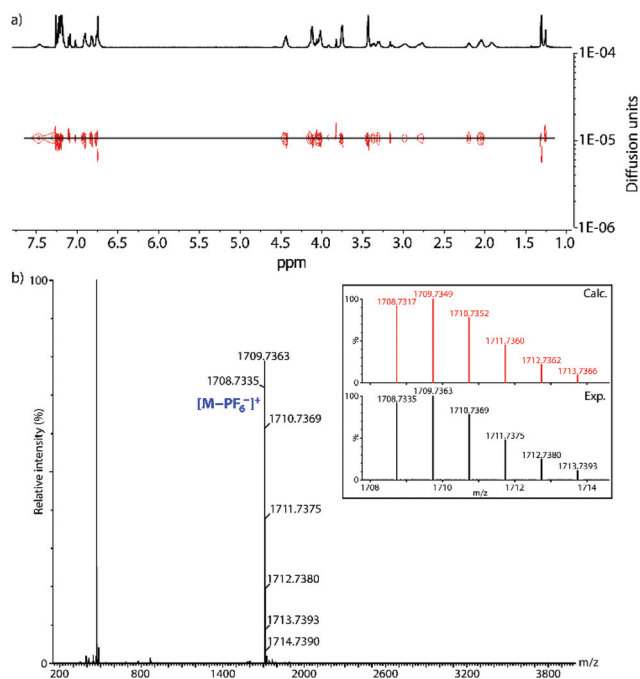 a)
1E-04
1E-05
1E-06
Diffusion units
7.5 7.0 6.5 6.0 5.5 5.0 4.5 4.0 3.5 3.0 2.5 2.0 1.5 1.0
ppm
b)
100
Relative intensity (%)
0
1709.7363
1708.7335
[M−PF6−]+
1710.7369
1711.7375
1712.7380
1713.7393
1714.7390
200 800 1400 2000 2600 3200 3800
m/z
Calc.
100
%
0
1708.7317
1709.7349
1710.7352
1711.7360
1712.7362
1713.7366
Exp.
100
%
0
1708.7335
1709.7363
1710.7369
1711.7375
1712.7380
1713.7393
1708 1710 1712 1714
m/z